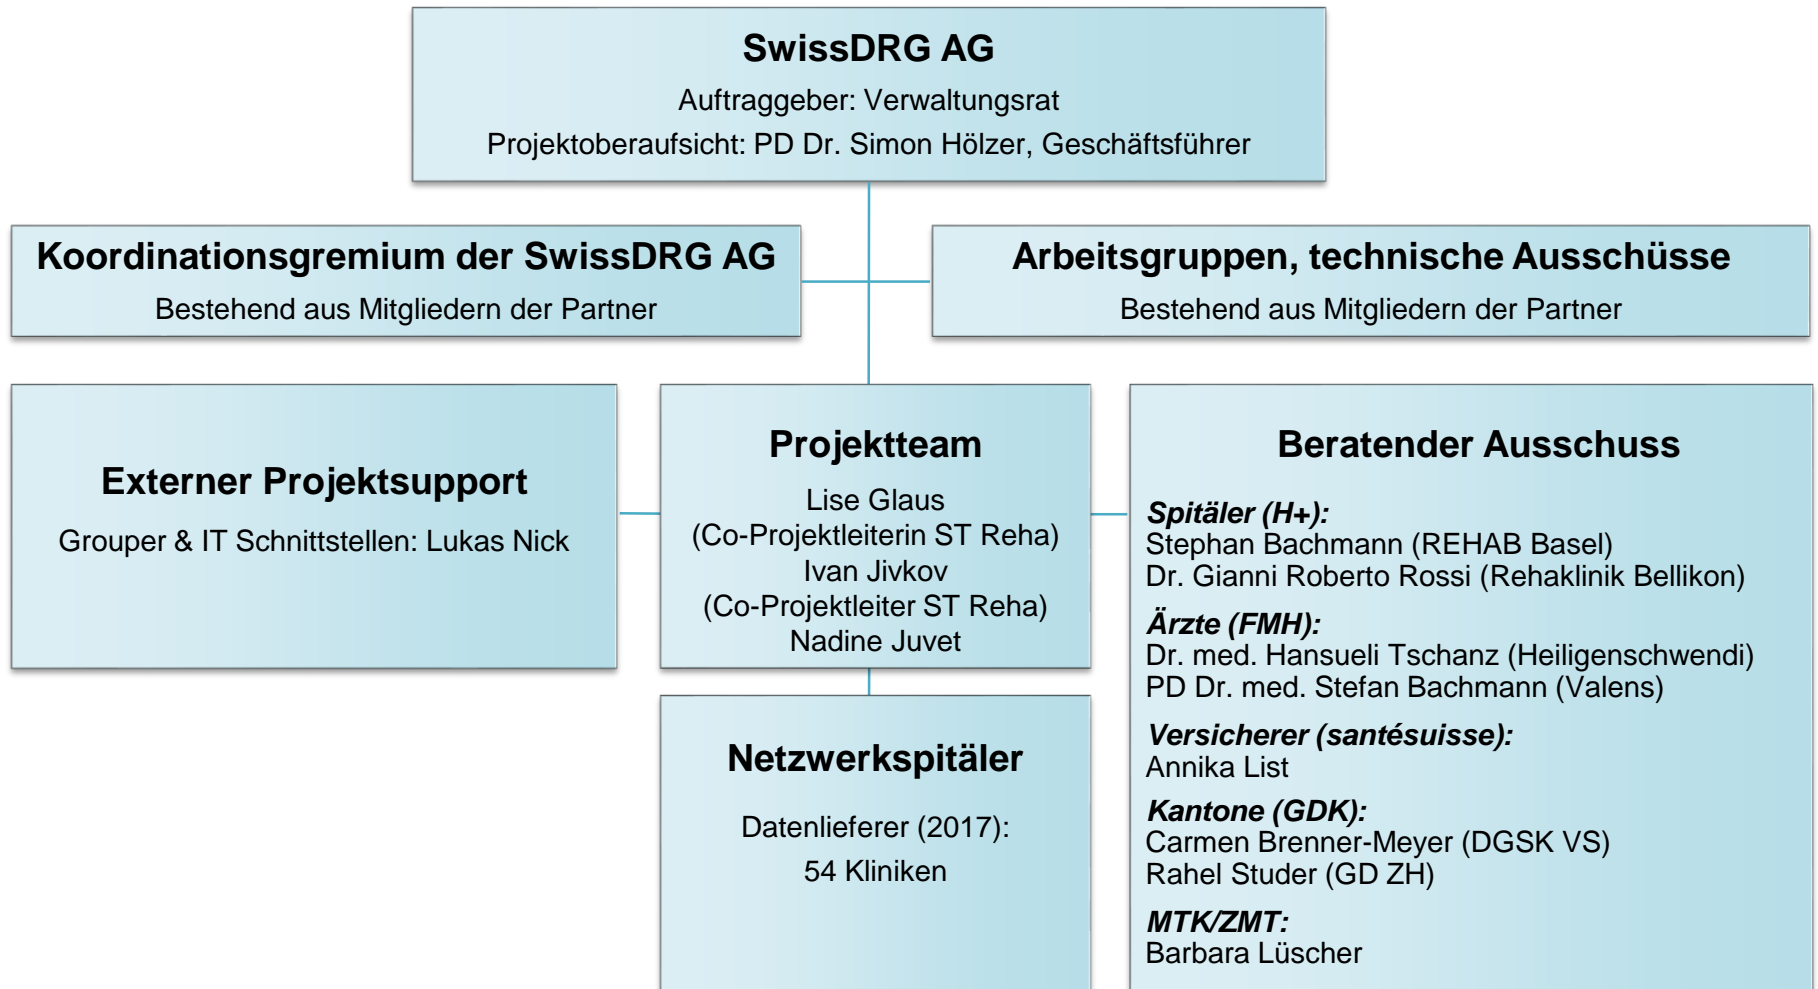 SwissDRG AG
Auftraggeber: Verwaltungsrat
Projektoberaufsicht: PD Dr. Simon Hölzer, Geschäftsführer
Koordinationsgremium der SwissDRG AG
Bestehend aus Mitgliedern der Partner
Arbeitsgruppen, technische Ausschüsse
Bestehend aus Mitgliedern der Partner
Externer Projektsupport
Grouper & IT Schnittstellen: Lukas Nick
Projektteam
Lise Glaus
(Co-Projektleiterin ST Reha)
Ivan Jivkov
(Co-Projektleiter ST Reha)
Nadine Juvet
Beratender Ausschuss
Spitäler (H+):
Stephan Bachmann (REHAB Basel)
Dr. Gianni Roberto Rossi (Rehaklinik Bellikon)
Ärzte (FMH):
Dr. med. Hansueli Tschanz (Heiligenschwendi)
PD Dr. med. Stefan Bachmann (Valens)
Versicherer (santésuisse):
Annika List
Kantone (GDK):
Carmen Brenner-Meyer (DGSK VS)
Rahel Studer (GD ZH)
MTK/ZMT:
Barbara Lüscher
Netzwerkspitäler
Datenlieferer (2017):
54 Kliniken